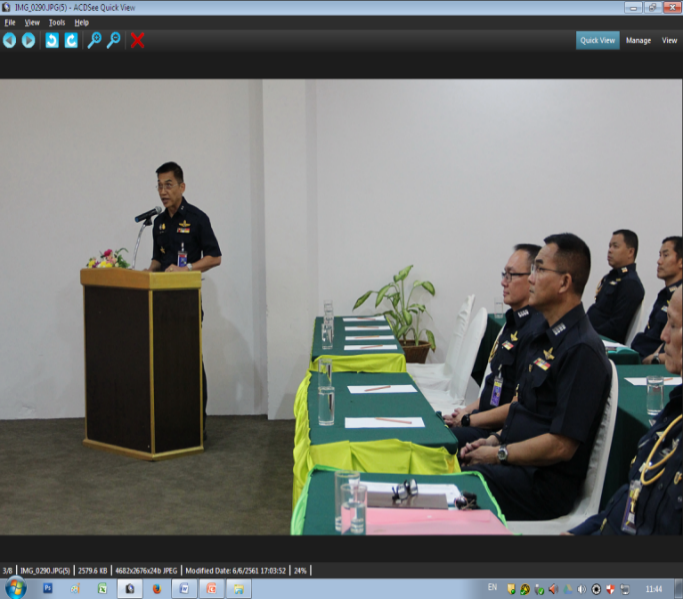 IMG_0290.JPG(5) - ACDSee Quick View
File View Tools Help
Quick View Manage View
3/8 IMG_0290.JPG(5) 2579.6 KB 4682x2676x24b JPEG Modified Date: 6/6/2561 17:03:52 24%
EN 11:44